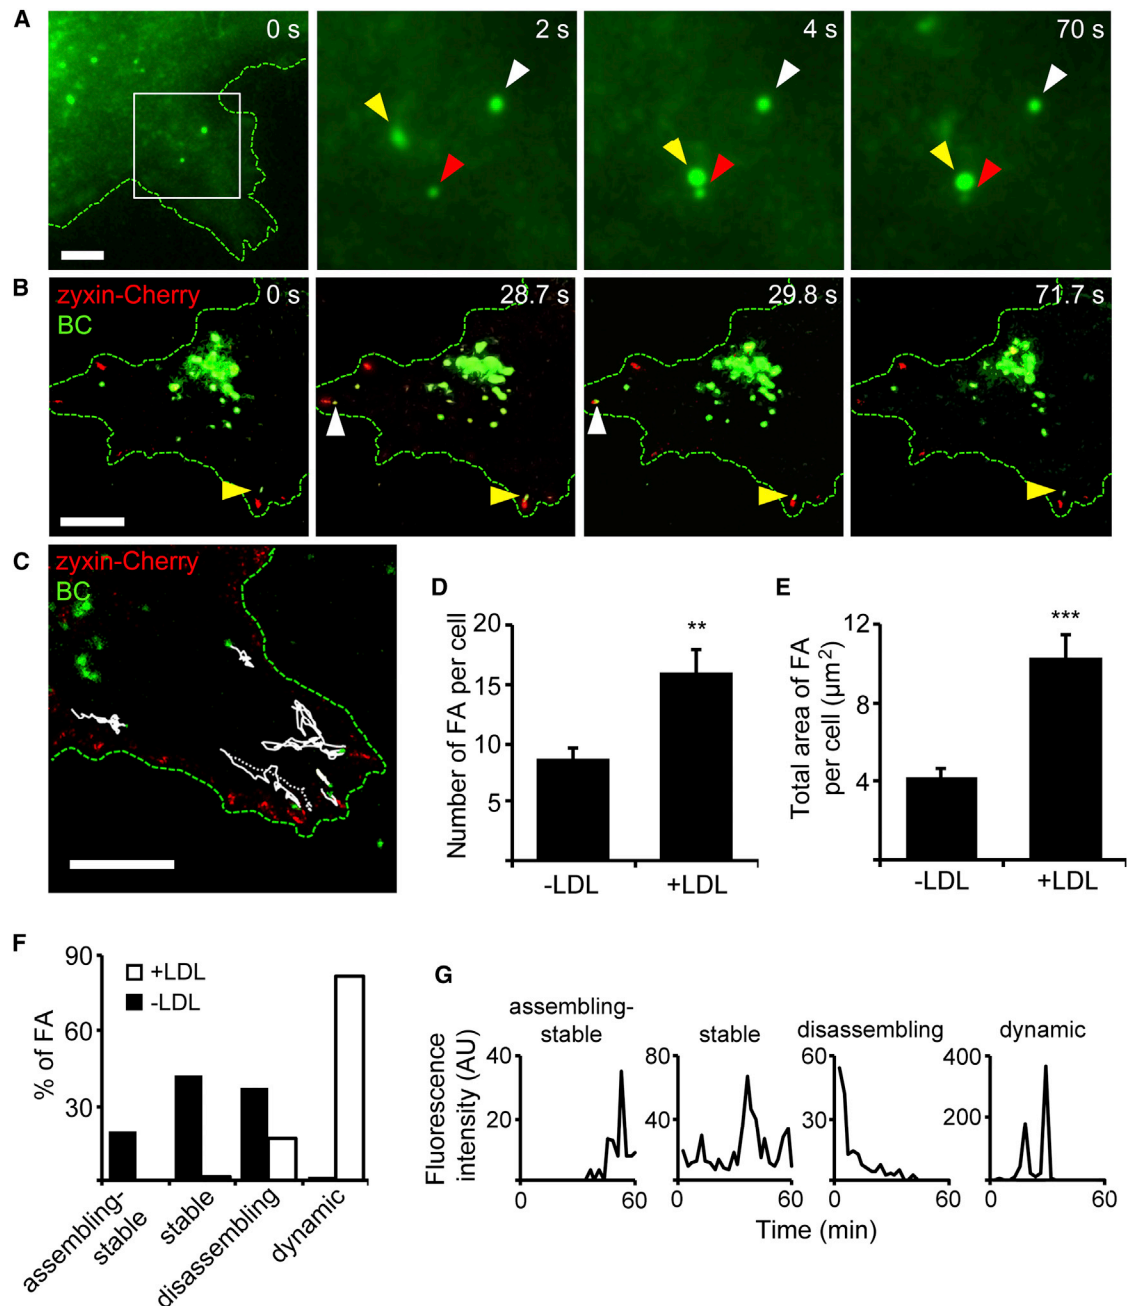 A
0 s
2 s
4 s
70 s
B
zyxin-Cherry
BC
0 s
28.7 s
29.8 s
71.7 s
C
zyxin-Cherry
BC
D
Number of FA per cell
20
15
10
5
**
-LDL
+LDL
E
Total area of FA
per cell (μm²)
12
8
4
***
-LDL
+LDL
F
% of FA
90
60
30
+LDL
-LDL
assembling-
stable
stable
disassembling
dynamic
G
Fluorescence
intensity (AU)
assembling-
stable
40
20
0
60
stable
80
40
0
60
disassembling
60
30
0
60
dynamic
400
200
0
60
Time (min)